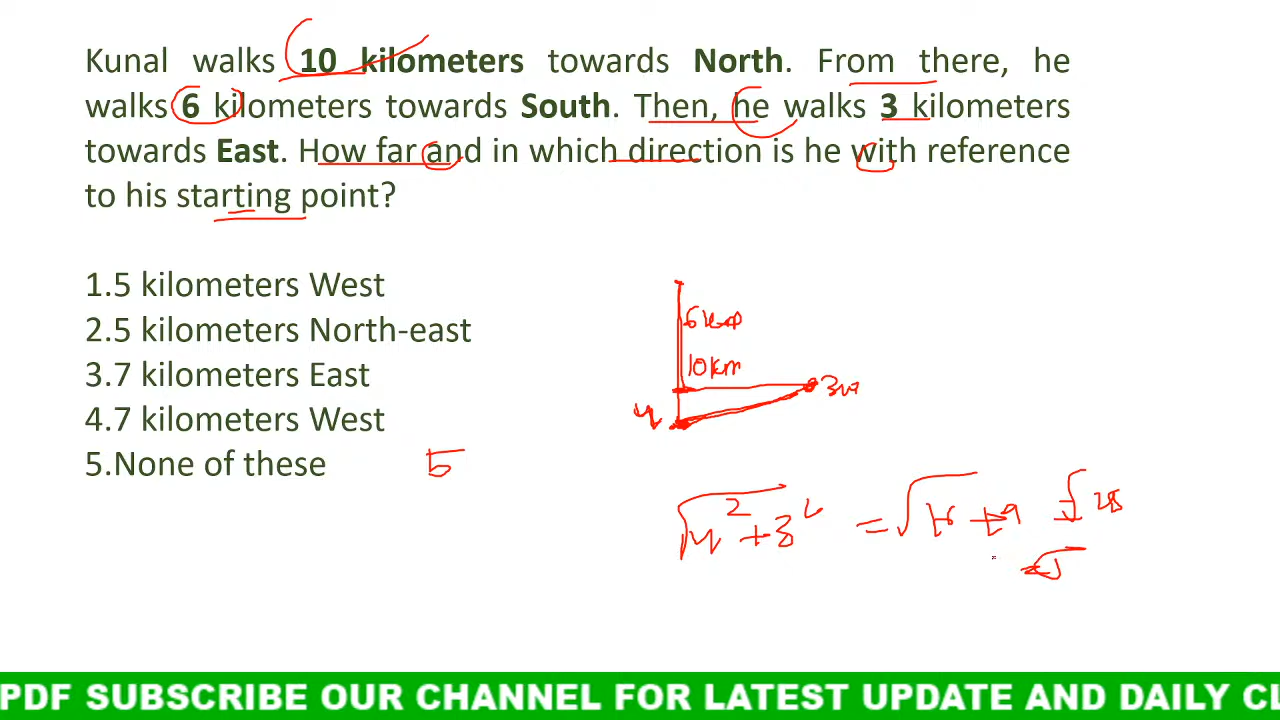 Kunal walks 10 kilometers towards North. From there, he
walks 6 kilometers towards South. Then, he walks 3 kilometers
towards East. How far and in which direction is he with reference
to his starting point?
1.5 kilometers West
2.5 kilometers North-east
3.7 kilometers East
4.7 kilometers West
5.None of these
5
10km
4
PDF SUBSCRIBE OUR CHANNEL FOR LATEST UPDATE AND DAILY